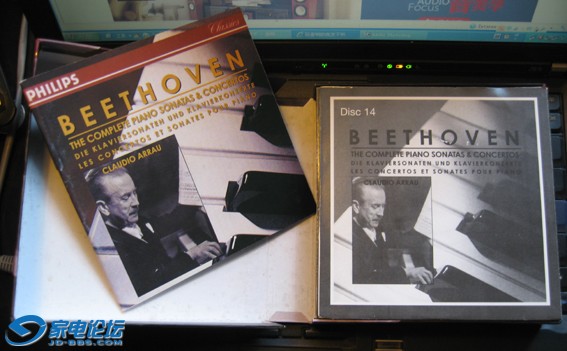 AUDIO
FOCUS
PHILIPS
Classics
BEETHOVEN
THE COMPLETE PIANO SONATAS & CONCERTOS
DIE KLAVIERSONATEN UND KLAVIERKONZERTE
LES CONCERTOS ET SONATES POUR PIANO
CLAUDIO ARRAU
Disc 14
BEETHOVEN
THE COMPLETE PIANO SONATAS & CONCERTOS
DIE KLAVIERSONATEN UND KLAVIERKONZERTE
LES CONCERTOS ET SONATES POUR PIANO
CLAUDIO ARRAU
家电论坛
JD-BBS.COM